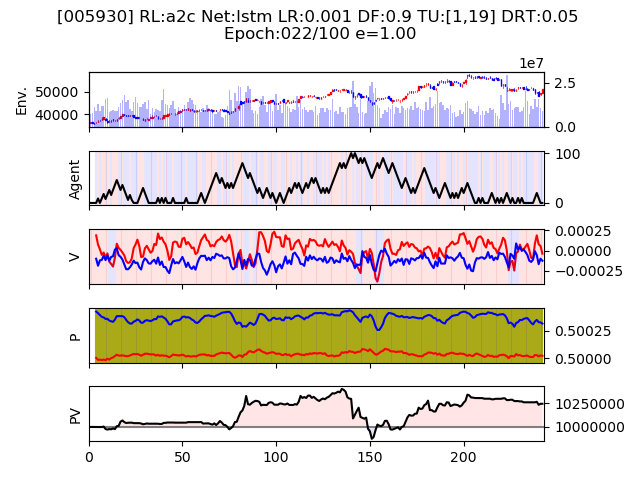 [005930] RL:a2c Net:lstm LR:0.001 DF:0.9 TU:[1,19] DRT:0.05
Epoch:022/100 e=1.00
1e7
Env.
50000
40000
2.5
0.0
Agent
100
0
V
0.00025
0.00000
−0.00025
P
0.50025
0.50000
PV
10250000
10000000
0
50
100
150
200